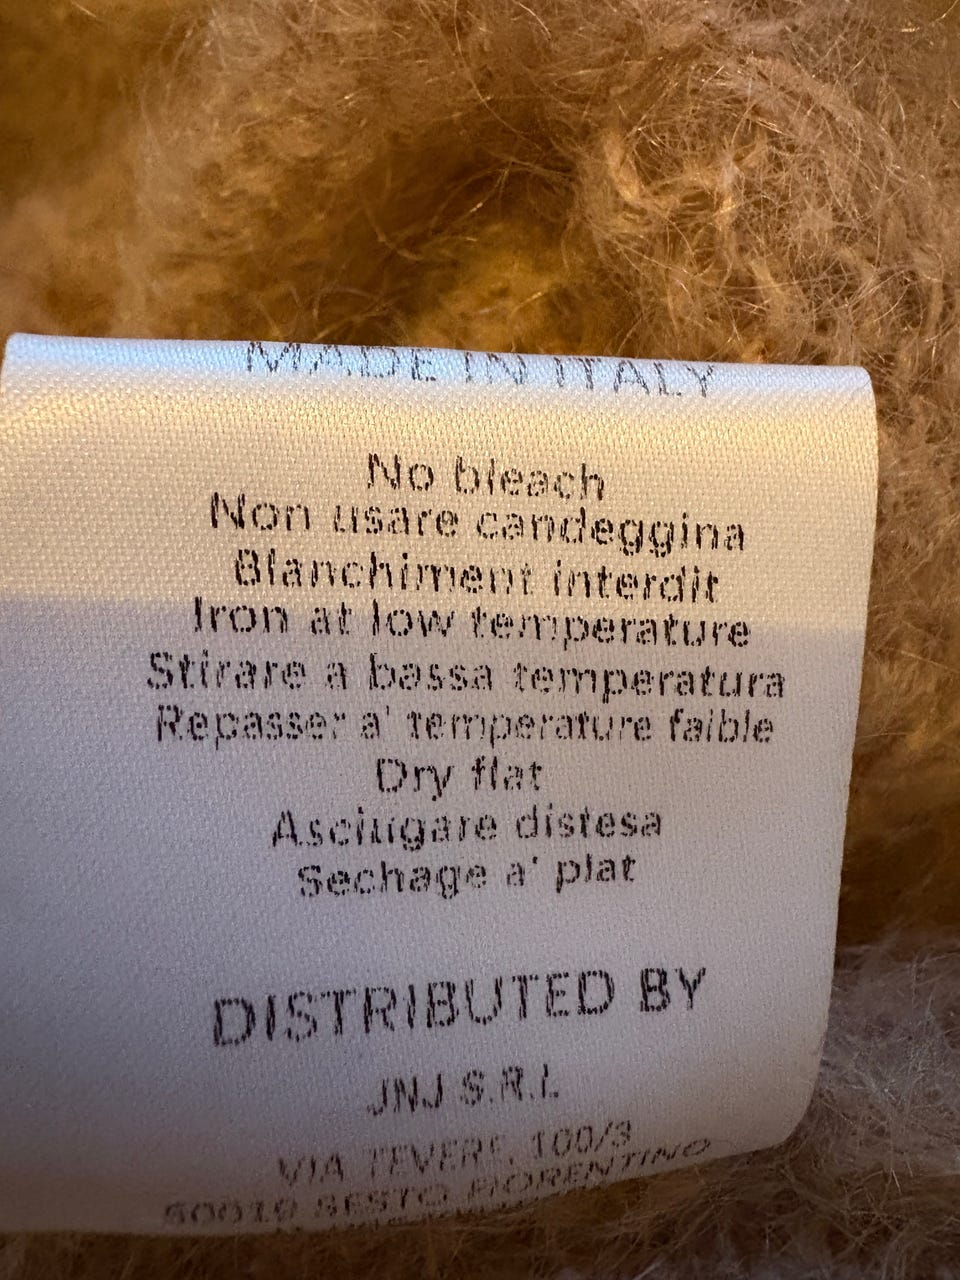 MADE IN ITALY
No bleach
Non usare candeggina
Blanchiment interdit
Iron at low temperature
Stirare a bassa temperatura
Repasser a' temperature faible
Dry flat
Asciugare distesa
Sechage a' plat
DISTRIBUTED BY
JNJ S.R.L
VIA TEVERE, 100/3
50019 SESTO FIORENTINO